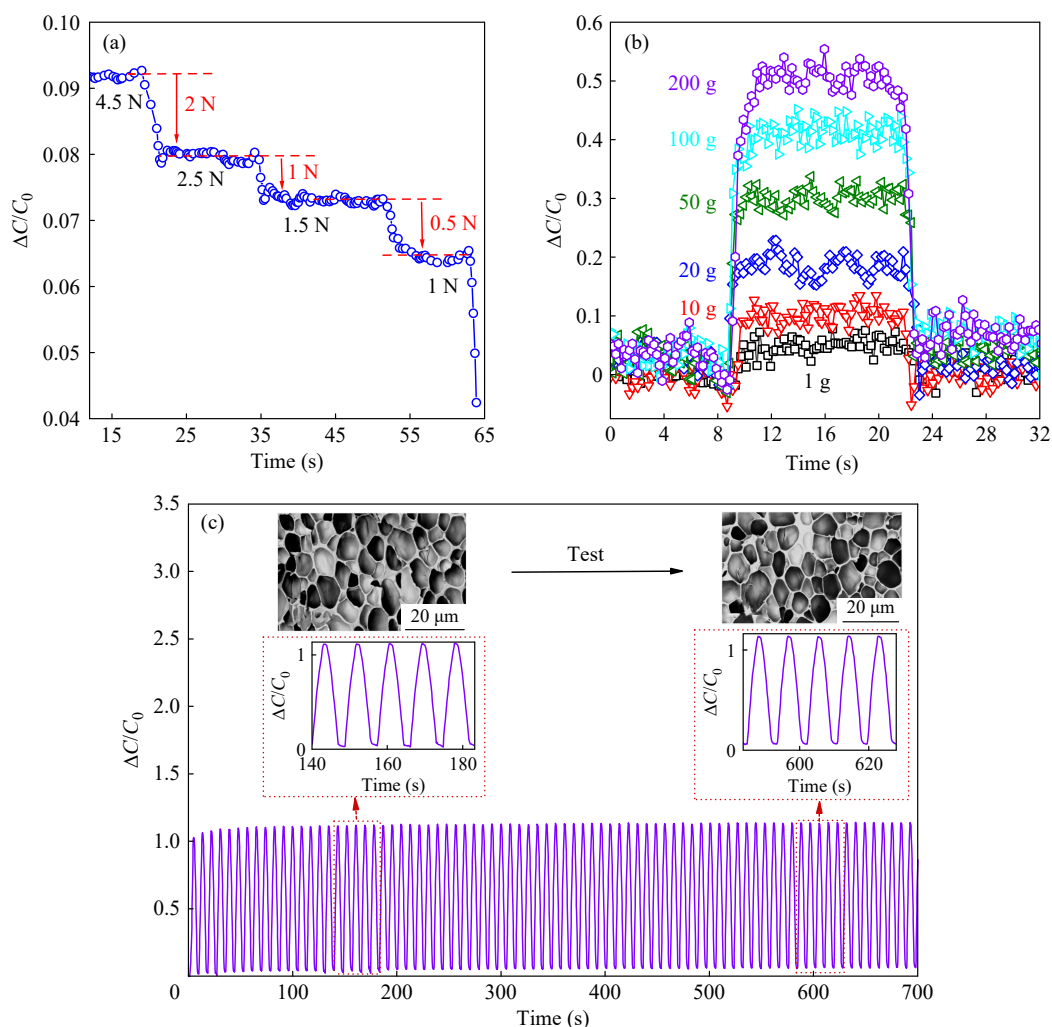 (a)
0.10
0.09
0.08
0.07
0.06
0.05
0.04
ΔC/C0
4.5 N
2 N
2.5 N
1 N
1.5 N
0.5 N
1 N
15 25 35 45 55 65
Time (s)
(b)
0.6
0.5
0.4
0.3
0.2
0.1
0
ΔC/C0
200 g
100 g
50 g
20 g
10 g
1 g
0 4 8 12 16 20 24 28 32
Time (s)
(c)
3.5
3.0
2.5
2.0
1.5
1.0
0.5
ΔC/C0
20 μm
Test
20 μm
1
0
ΔC/C0
140 160 180
Time (s)
1
0
ΔC/C0
600 620
Time (s)
0 100 200 300 400 500 600 700
Time (s)